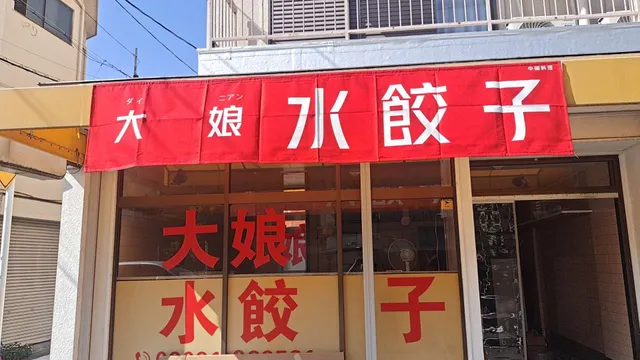 中国料理
ダイ ニアン
大 娘 水餃子
大娘
水餃子